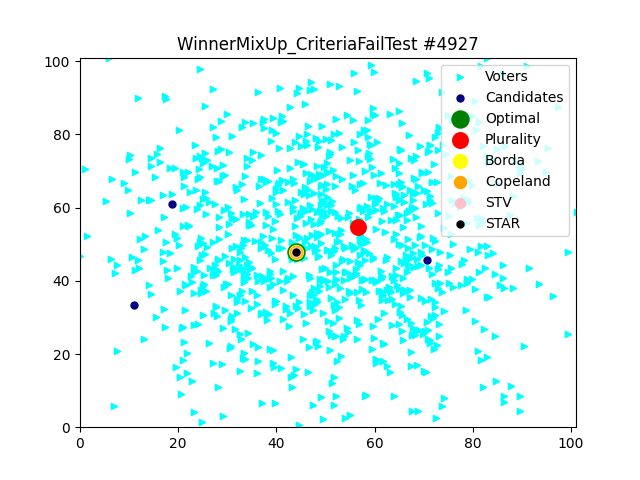 WinnerMixUp_CriteriaFailTest #4927
Voters
Candidates
Optimal
Plurality
Borda
Copeland
STV
STAR
100
80
60
40
20
0
0 20 40 60 80 100